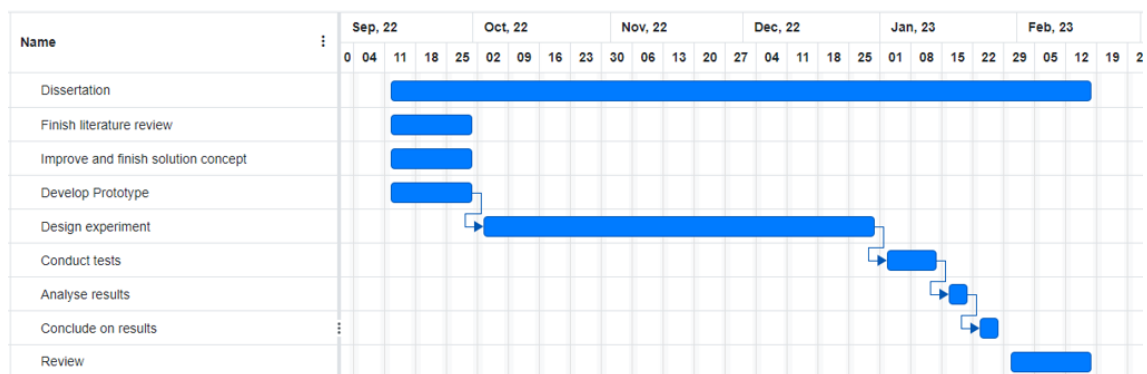 Name
Sep, 22 Oct, 22 Nov, 22 Dec, 22 Jan, 23 Feb, 23
0 04 11 18 25 02 09 16 23 30 06 13 20 27 04 11 18 25 01 08 15 22 29 05 12 19 2
Dissertation
Finish literature review
Improve and finish solution concept
Develop Prototype
Design experiment
Conduct tests
Analyse results
Conclude on results
Review